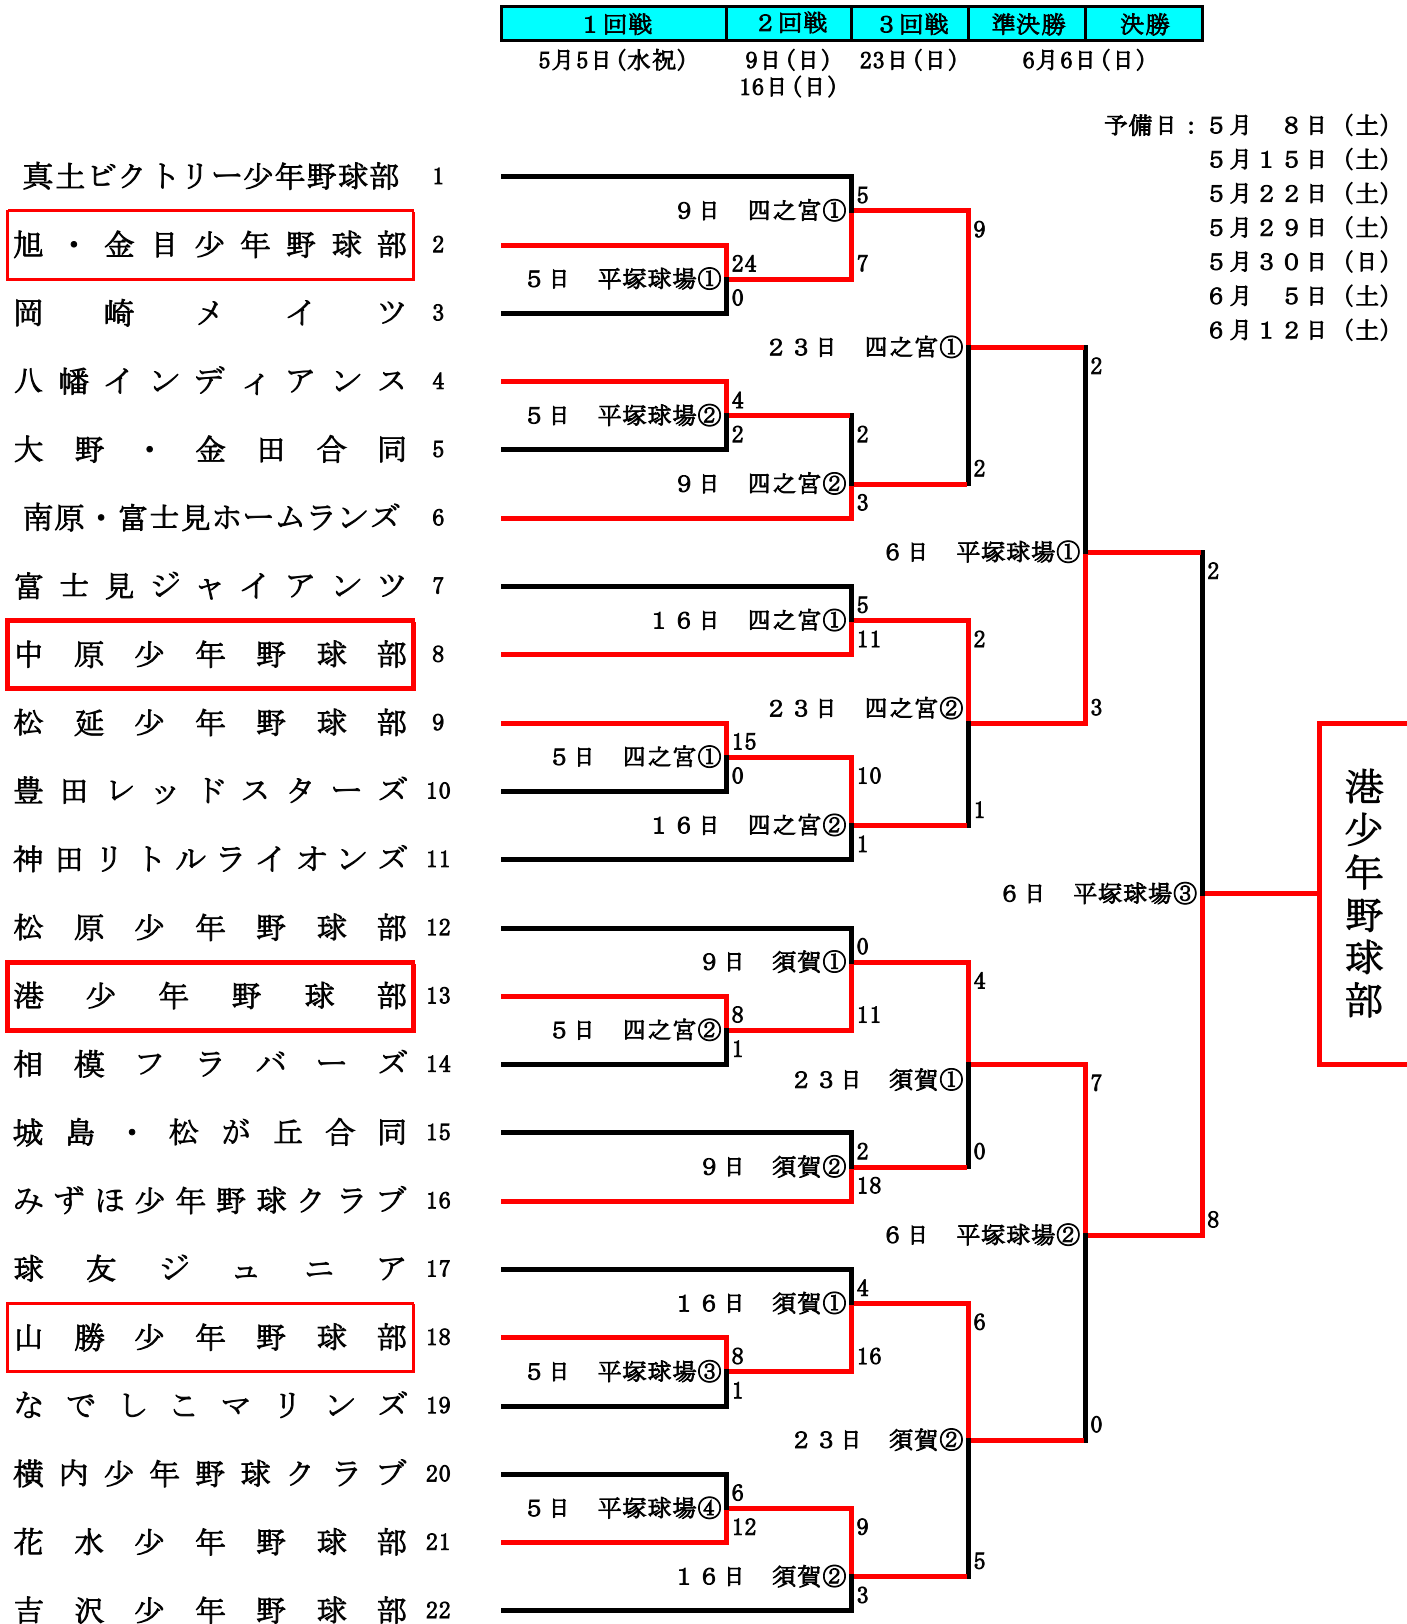 １回戦 ２回戦 ３回戦 準決勝 決勝
5月5日(水祝) 9日(日) 23日(日) 6月6日(日)
16日(日)
予備日：５月　８日（土）
５月１５日（土）
５月２２日（土）
５月２９日（土）
５月３０日（日）
６月　５日（土）
６月１２日（土）
真土ビクトリー少年野球部 1
5
９日　四之宮①
9
旭・金目少年野球部 2
24 7
５日　平塚球場①
0
岡崎メイツ 3
２３日　四之宮①
2
八幡インディアンス 4
4
５日　平塚球場②
2 2
大野・金田合同 5
2
９日　四之宮②
3
南原・富士見ホームランズ 6
６日　平塚球場①
2
富士見ジャイアンツ 7
5
１６日　四之宮①
11 2
中原少年野球部 8
２３日　四之宮②
3
松延少年野球部 9
15
５日　四之宮①
0 10
豊田レッドスターズ 10
1
１６日　四之宮②
1
神田リトルライオンズ 11
６日　平塚球場③
港少年野球部
松原少年野球部 12
0
９日　須賀①
4
港少年野球部 13
8 11
５日　四之宮②
1
相模フラバーズ 14
２３日　須賀①
7
城島・松が丘合同 15
2 0
９日　須賀②
18
みずほ少年野球クラブ 16
8
６日　平塚球場②
球友ジュニア 17
4
１６日　須賀①
6
山勝少年野球部 18
8 16
５日　平塚球場③
1
なでしこマリンズ 19
0
２３日　須賀②
横内少年野球クラブ 20
6
５日　平塚球場④
12 9
花水少年野球部 21
5
１６日　須賀②
3
吉沢少年野球部 22